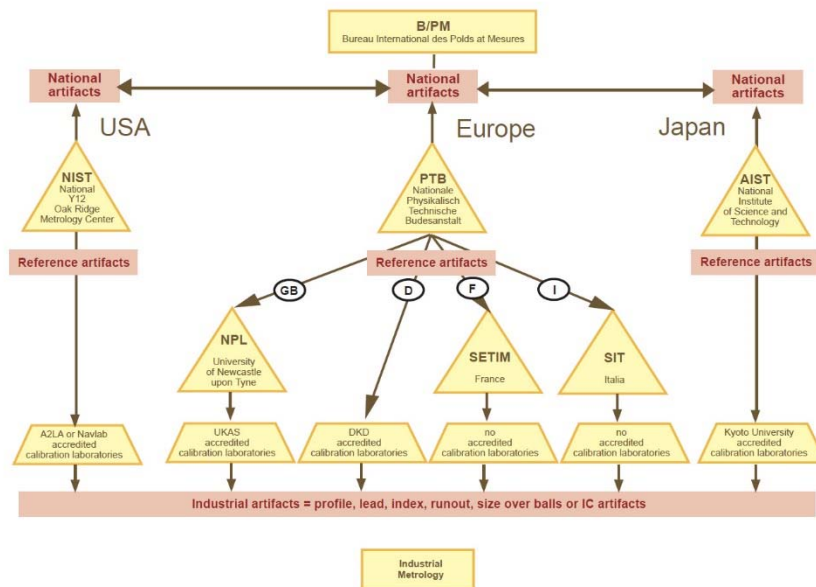 B/PM
Bureau International des Polds at Mesures
National
artifacts
National
artifacts
National
artifacts
USA
Europe
Japan
NIST
National
Y12
Oak Ridge
Metrology Center
PTB
Nationale
Physikalisch
Technische
Budesanstalt
AIST
National
Institute
of Science and
Technology
Reference artifacts
Reference artifacts
Reference artifacts
GB
D
F
I
NPL
University
of Newcastle
upon Tyne
SETIM
France
SIT
Italia
A2LA or Navlab
accredited
calibration laboratories
UKAS
accredited
calibration laboratories
DKD
accredited
calibration laboratories
no
accredited
calibration laboratories
no
accredited
calibration laboratories
Kyoto University
accredited
calibration laboratories
Industrial artifacts = profile, lead, index, runout, size over balls or IC artifacts
Industrial
Metrology